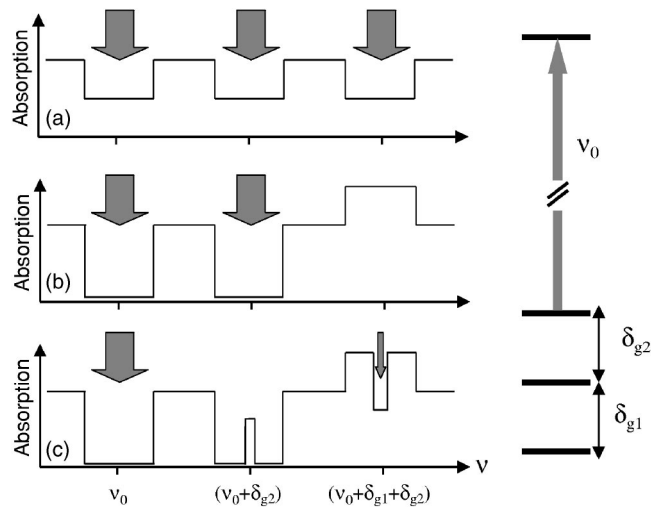 Absorption
(a)
ν₀
Absorption
(b)
δg2
δg1
Absorption
(c)
ν
ν₀
(ν₀+δg2)
(ν₀+δg1+δg2)